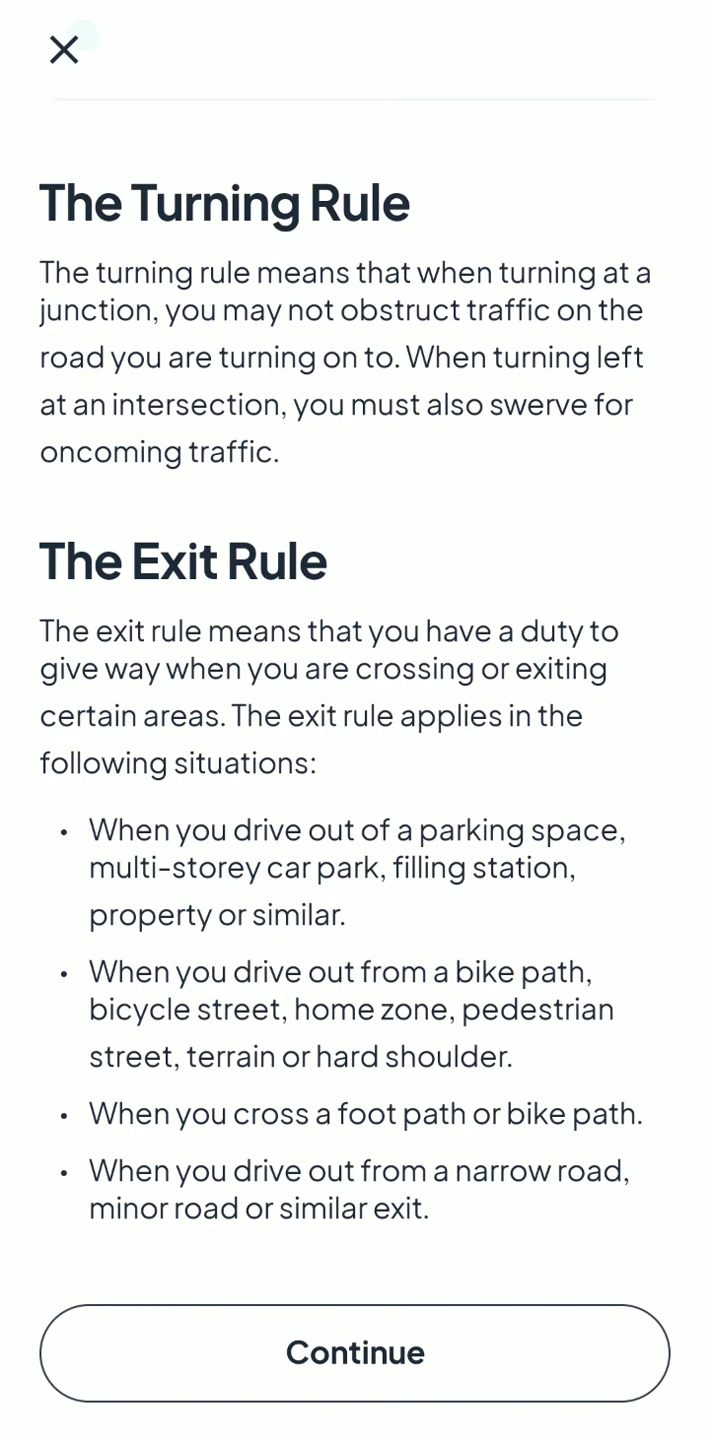 The Turning Rule
The turning rule means that when turning at a
junction, you may not obstruct traffic on the
road you are turning on to. When turning left
at an intersection, you must also swerve for
oncoming traffic.
The Exit Rule
The exit rule means that you have a duty to
give way when you are crossing or exiting
certain areas. The exit rule applies in the
following situations:
• When you drive out of a parking space,
multi-storey car park, filling station,
property or similar.
• When you drive out from a bike path,
bicycle street, home zone, pedestrian
street, terrain or hard shoulder.
• When you cross a foot path or bike path.
• When you drive out from a narrow road,
minor road or similar exit.
Continue